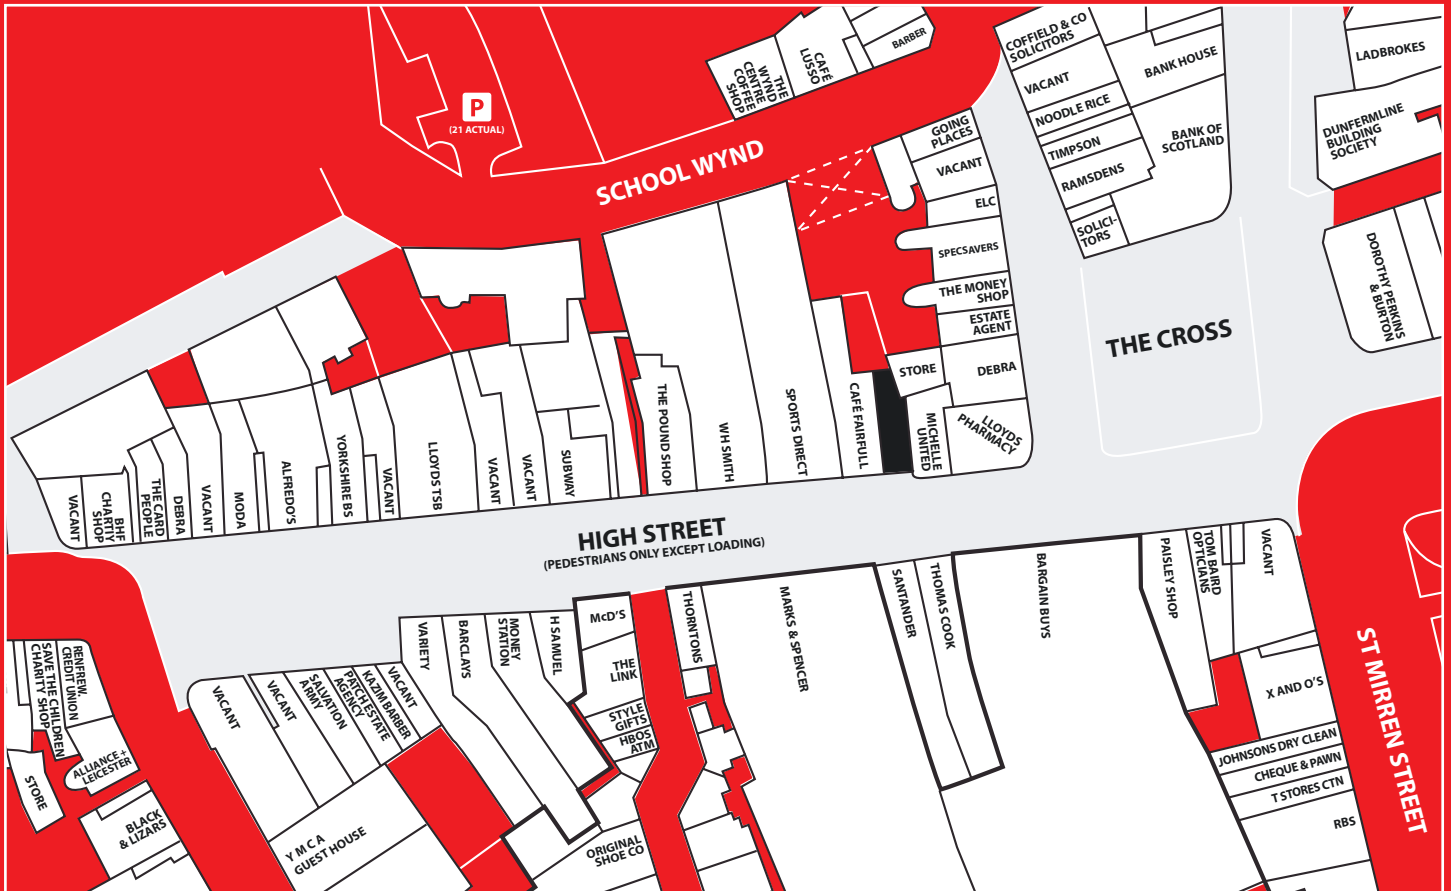 P
(21 ACTUAL)
SCHOOL WYND
THE
WYND
CENTRE
COFFEE
SHOP
CAFÉ
LUSSO
BARBER
COFFIELD & CO
SOLICITORS
VACANT
NOODLE RICE
TIMPSON
RAMSDENS
SOLICI-
TORS
BANK HOUSE
BANK OF
SCOTLAND
LADBROKES
DUNFERMLINE
BUILDING
SOCIETY
DOROTHY PERKINS
& BURTON
GOING
PLACES
VACANT
ELC
SPECSAVERS
THE MONEY
SHOP
ESTATE
AGENT
STORE
DEBRA
MICHELLE
UNITED
LLOYDS
PHARMACY
THE CROSS
VACANT
BHF
CHARTIY
SHOP
THE CARD
PEOPLE
DEBRA
VACANT
MODA
ALFREDO'S
YORKSHIRE BS
VACANT
LLOYDS TSB
VACANT
VACANT
SUBWAY
THE POUND SHOP
WH SMITH
SPORTS DIRECT
CAFÉ FAIRFULL
HIGH STREET
(PEDESTRIANS ONLY EXCEPT LOADING)
RENFREW.
CREDIT UNION
SAVE THE CHILDREN
CHARITY SHOP
STORE
ALLIANCE +
LEICESTER
BLACK
& LIZARS
VACANT
VACANT
SALVATION
ARMY
PATCH ESTATE
AGENCY
KAZIM BARBER
VACANT
Y M C A
GUEST HOUSE
VARIETY
BARCLAYS
MONEY
STATION
H SAMUEL
McD'S
THE
LINK
STYLE
GIFTS
HBOS
ATM
ORIGINAL
SHOE CO
THORNTONS
MARKS & SPENCER
SANTANDER
THOMAS COOK
BARGAIN BUYS
PAISLEY SHOP
TOM BAIRD
OPTICIANS
VACANT
X AND O'S
JOHNSONS DRY CLEAN
CHEQUE & PAWN
T STORES CTN
RBS
ST MIRREN STREET